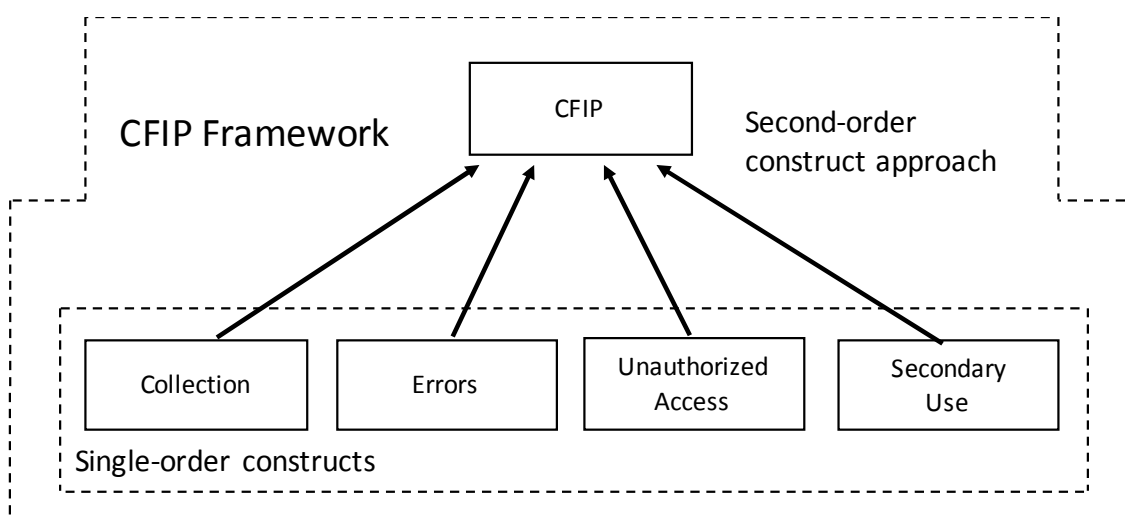 CFIP
CFIP Framework
Second-order
construct approach
Collection
Errors
Unauthorized
Access
Secondary
Use
Single-order constructs